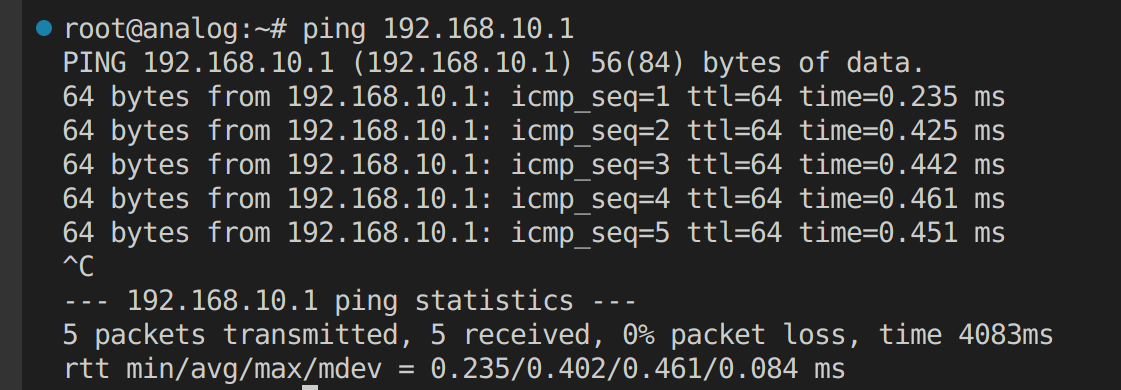 root@analog:~# ping 192.168.10.1
PING 192.168.10.1 (192.168.10.1) 56(84) bytes of data.
64 bytes from 192.168.10.1: icmp_seq=1 ttl=64 time=0.235 ms
64 bytes from 192.168.10.1: icmp_seq=2 ttl=64 time=0.425 ms
64 bytes from 192.168.10.1: icmp_seq=3 ttl=64 time=0.442 ms
64 bytes from 192.168.10.1: icmp_seq=4 ttl=64 time=0.461 ms
64 bytes from 192.168.10.1: icmp_seq=5 ttl=64 time=0.451 ms
^C
--- 192.168.10.1 ping statistics ---
5 packets transmitted, 5 received, 0% packet loss, time 4083ms
rtt min/avg/max/mdev = 0.235/0.402/0.461/0.084 ms